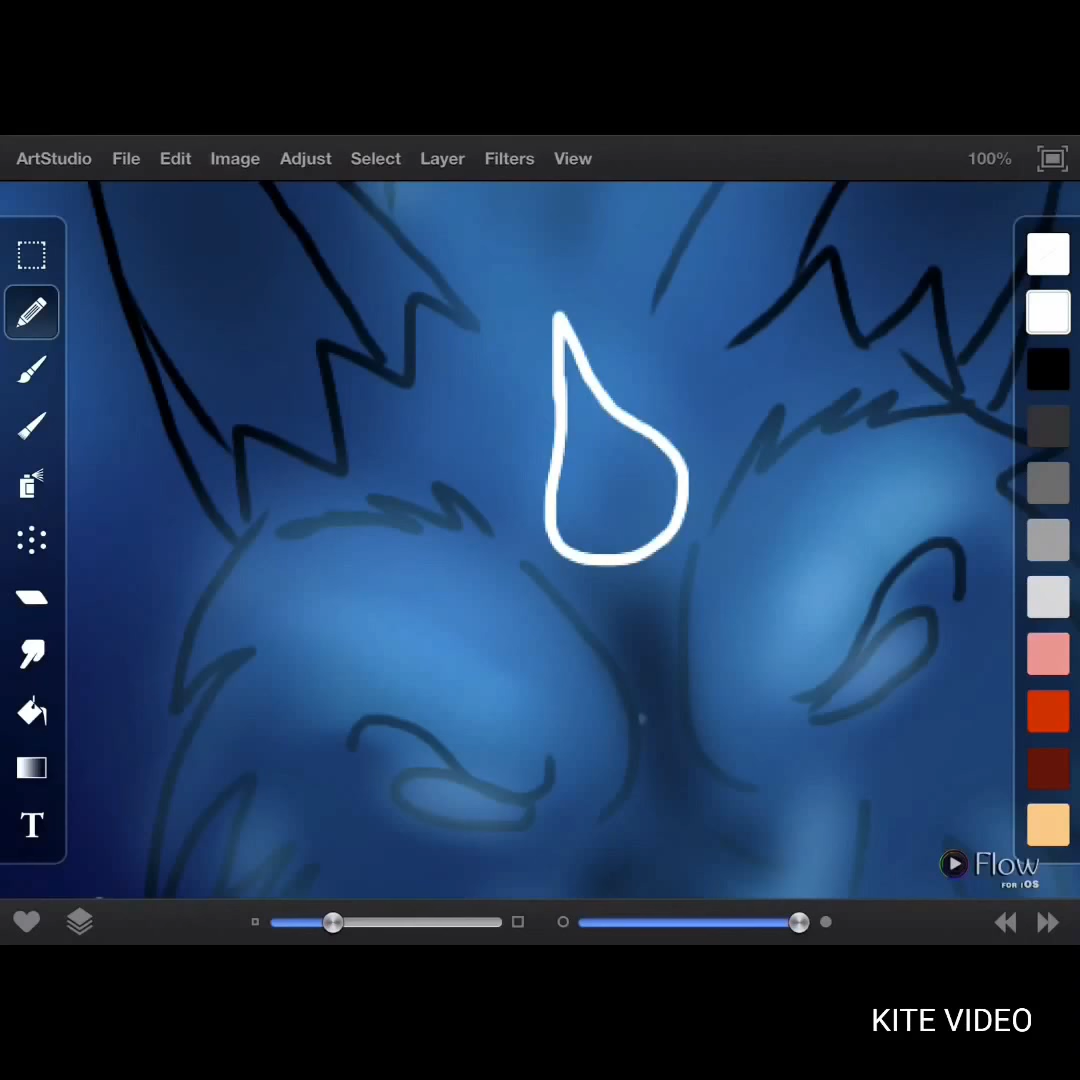 ArtStudio File Edit Image Adjust Select Layer Filters View 100%
T
Flow
FOR iOS
KITE VIDEO